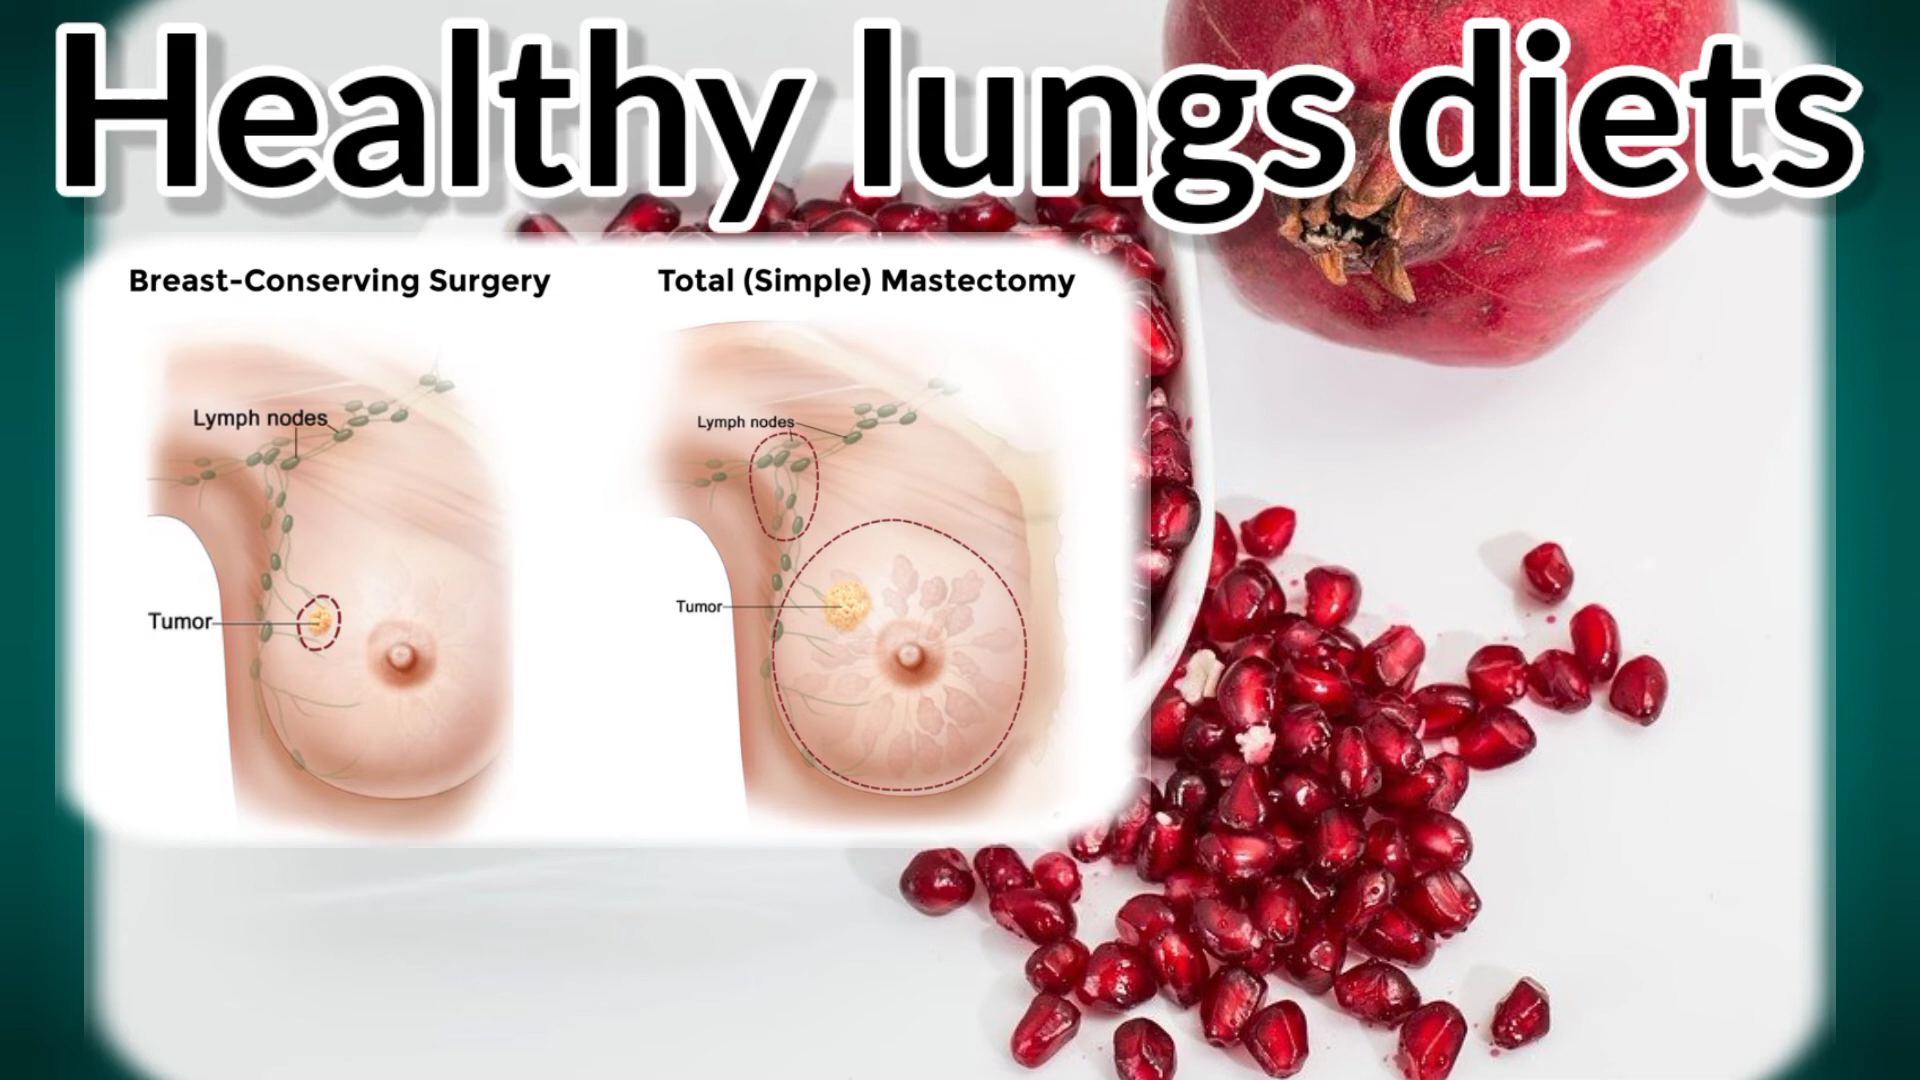 Healthy lungs diets
Breast-Conserving Surgery
Lymph nodes
Tumor
Total (Simple) Mastectomy
Lymph nodes
Tumor